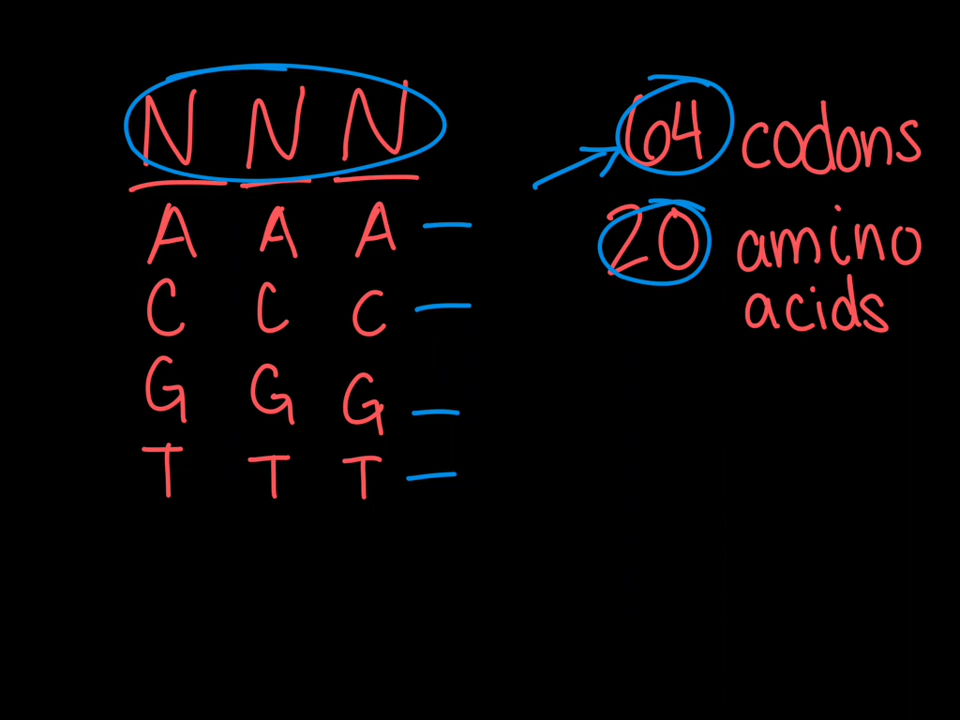 N N N
A A A –
C C C –
G G G –
T T T –
64 codons
20 amino
acids